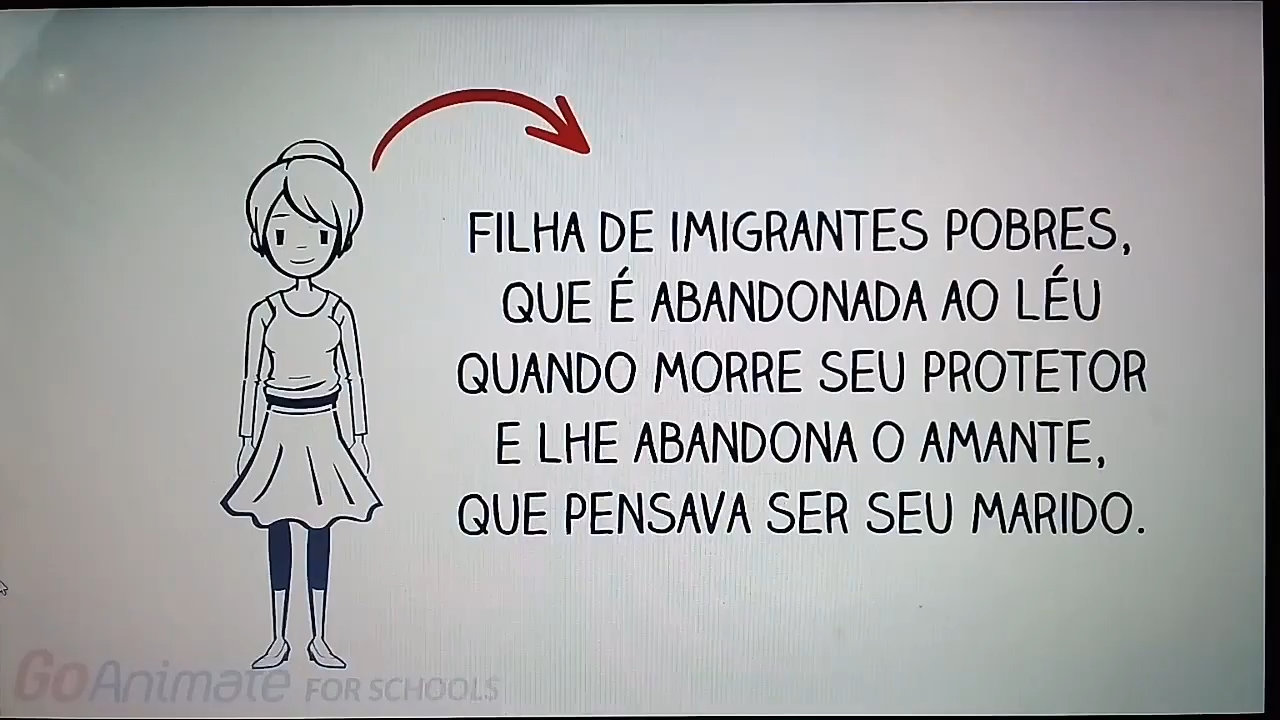 FILHA DE IMIGRANTES POBRES,
QUE É ABANDONADA AO LÉU
QUANDO MORRE SEU PROTETOR
E LHE ABANDONA O AMANTE,
QUE PENSAVA SER SEU MARIDO.
GoAnimate FOR SCHOOLS